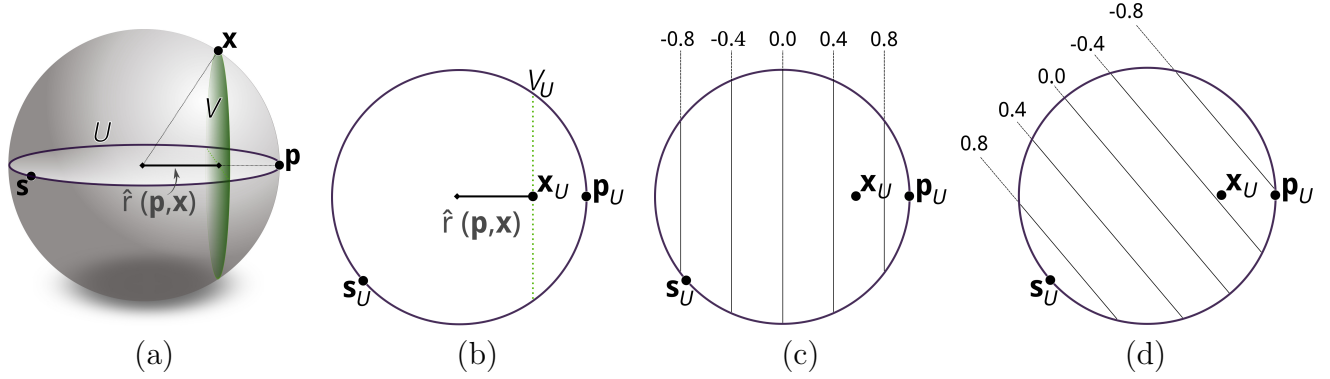 x
V
U
p
s
r̂ (p,x)
(a)
V_U
x_U
p_U
r̂ (p,x)
s_U
(b)
-0.8 -0.4 0.0 0.4 0.8
x_U
p_U
s_U
(c)
-0.8
-0.4
0.0
0.4
0.8
x_U
p_U
s_U
(d)